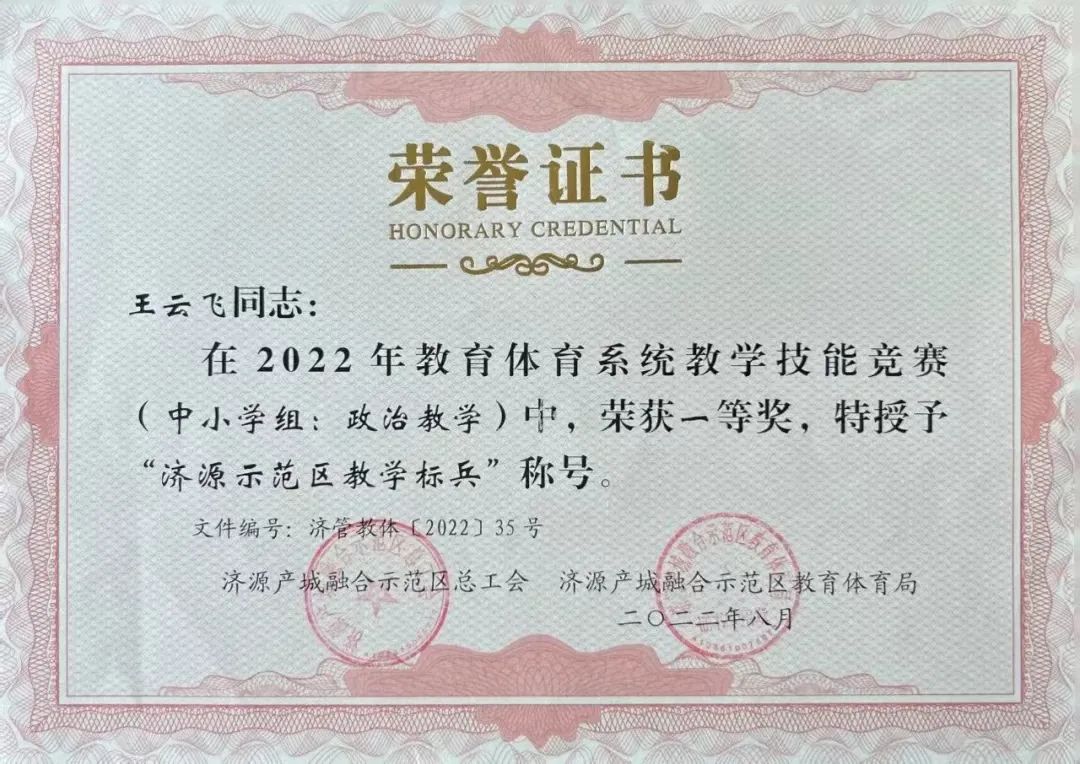 荣誉证书
HONORARY CREDENTIAL
王云飞同志：
在2022年教育体育系统教学技能竞赛
（中小学组：政治教学）中，荣获一等奖，特授予
“济源示范区教学标兵”称号。
文件编号：济管教体〔2022〕35号
济源产城融合示范区总工会 济源产城融合示范区教育体育局
二〇二二年八月